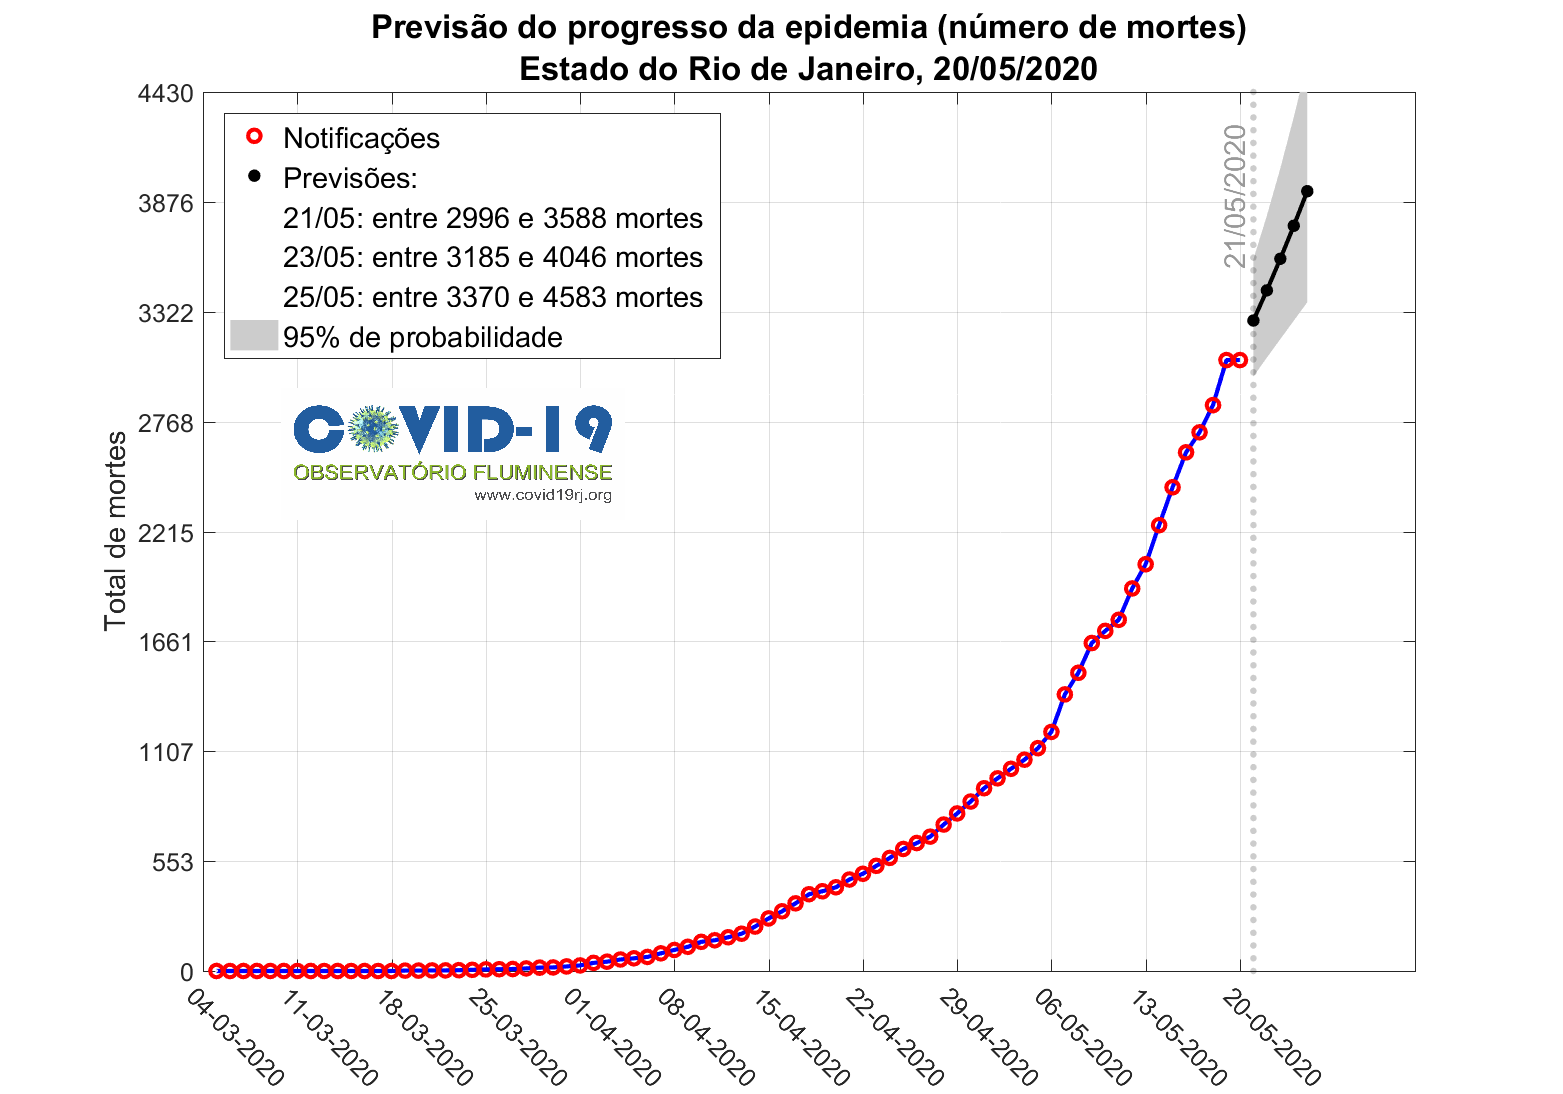 Previsão do progresso da epidemia (número de mortes)
Estado do Rio de Janeiro, 20/05/2020
4430
3876
3322
2768
2215
1661
1107
553
0
Total de mortes
Notificações
Previsões:
21/05: entre 2996 e 3588 mortes
23/05: entre 3185 e 4046 mortes
25/05: entre 3370 e 4583 mortes
95% de probabilidade
COVID-19
OBSERVATÓRIO FLUMINENSE
www.covid19rj.org
21/05/2020
04-03-2020
11-03-2020
18-03-2020
25-03-2020
01-04-2020
08-04-2020
15-04-2020
22-04-2020
29-04-2020
06-05-2020
13-05-2020
20-05-2020